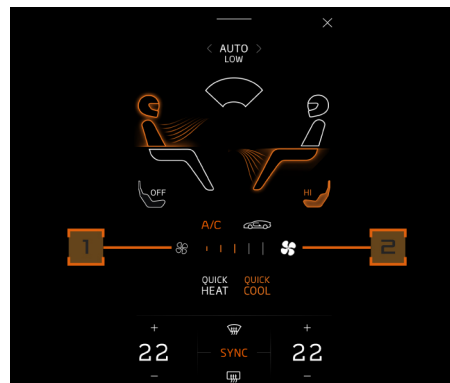 AUTO
LOW
OFF
HI
A/C
1
2
QUICK
HEAT
QUICK
COOL
22
SYNC
22